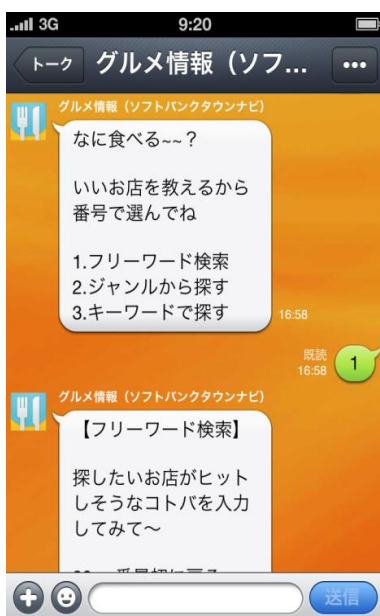 3G
9:20
トーク
グルメ情報（ソフ...
グルメ情報（ソフトバンクタウンナビ）
なに食べる~~？
いいお店を教えるから
番号で選んでね
1.フリーワード検索
2.ジャンルから探す
3.キーワードで探す
16:58
既読
16:58
1
グルメ情報（ソフトバンクタウンナビ）
【フリーワード検索】
探したいお店がヒット
しそうなコトバを入力
してみて〜
送信